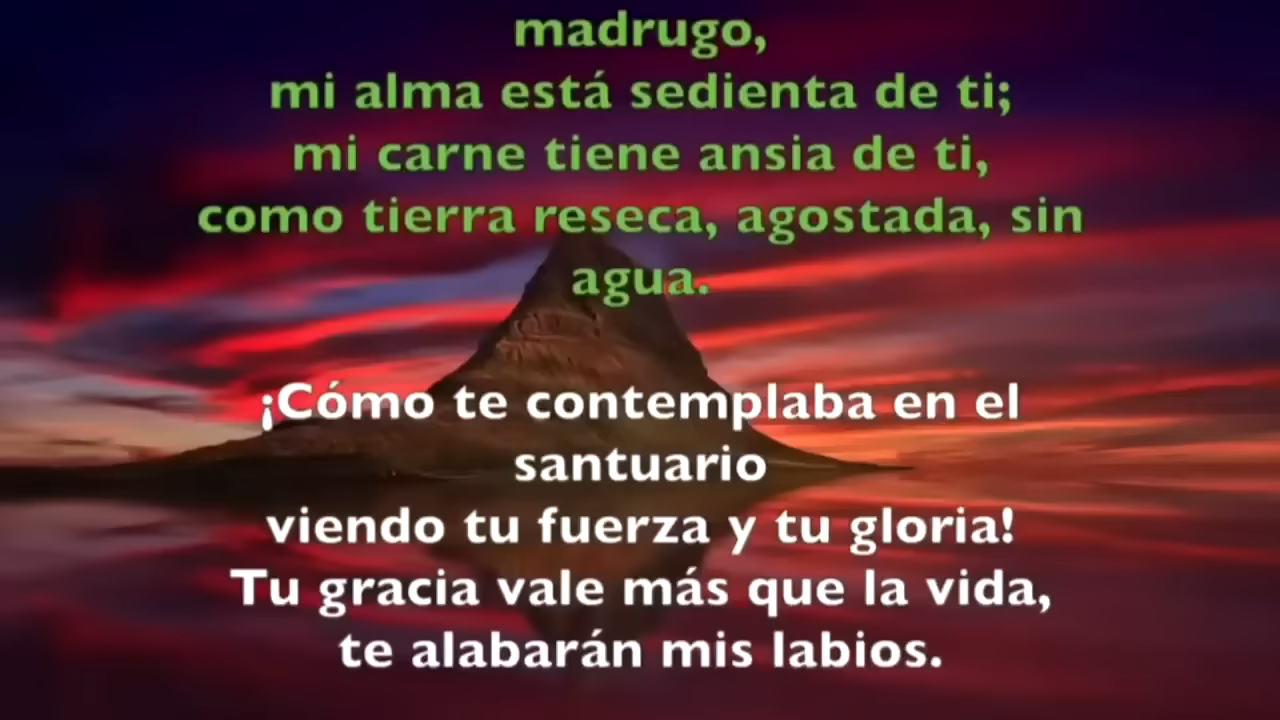 madrugo,
mi alma está sedienta de ti;
mi carne tiene ansia de ti,
como tierra reseca, agostada, sin
agua.
¡Cómo te contemplaba en el
santuario
viendo tu fuerza y tu gloria!
Tu gracia vale más que la vida,
te alabarán mis labios.